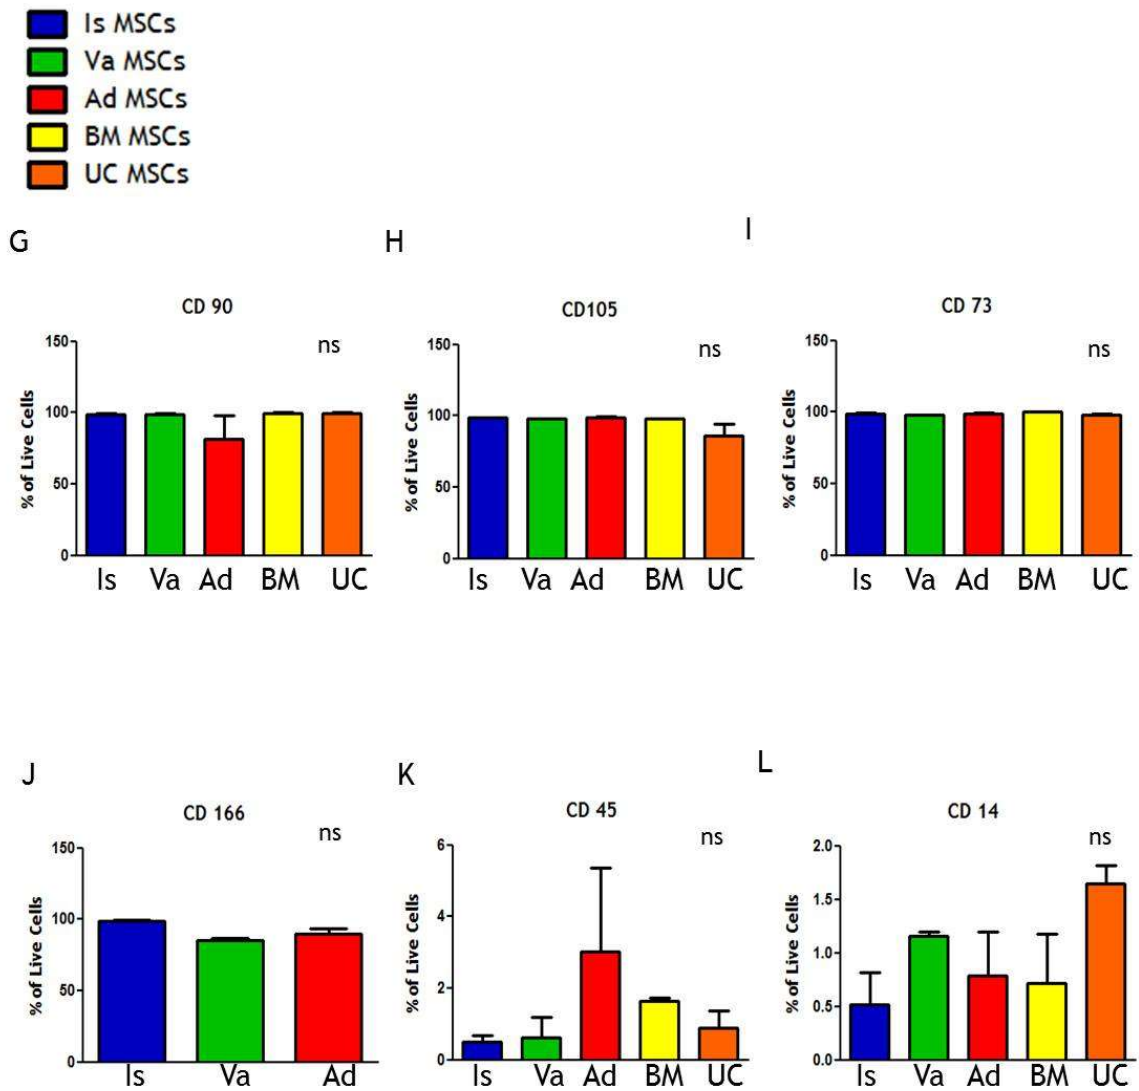 Is MSCs
Va MSCs
Ad MSCs
BM MSCs
UC MSCs
G
CD 90
ns
% of Live Cells
150
100
50
0
Is Va Ad BM UC
H
CD105
ns
% of Live Cells
150
100
50
0
Is Va Ad BM UC
I
CD 73
ns
% of Live Cells
150
100
50
0
Is Va Ad BM UC
J
CD 166
ns
% of Live Cells
150
100
50
0
Is Va Ad
K
CD 45
ns
% of Live Cells
6
4
2
0
Is Va Ad BM UC
L
CD 14
ns
% of Live Cells
2.0
1.5
1.0
0.5
0.0
Is Va Ad BM UC